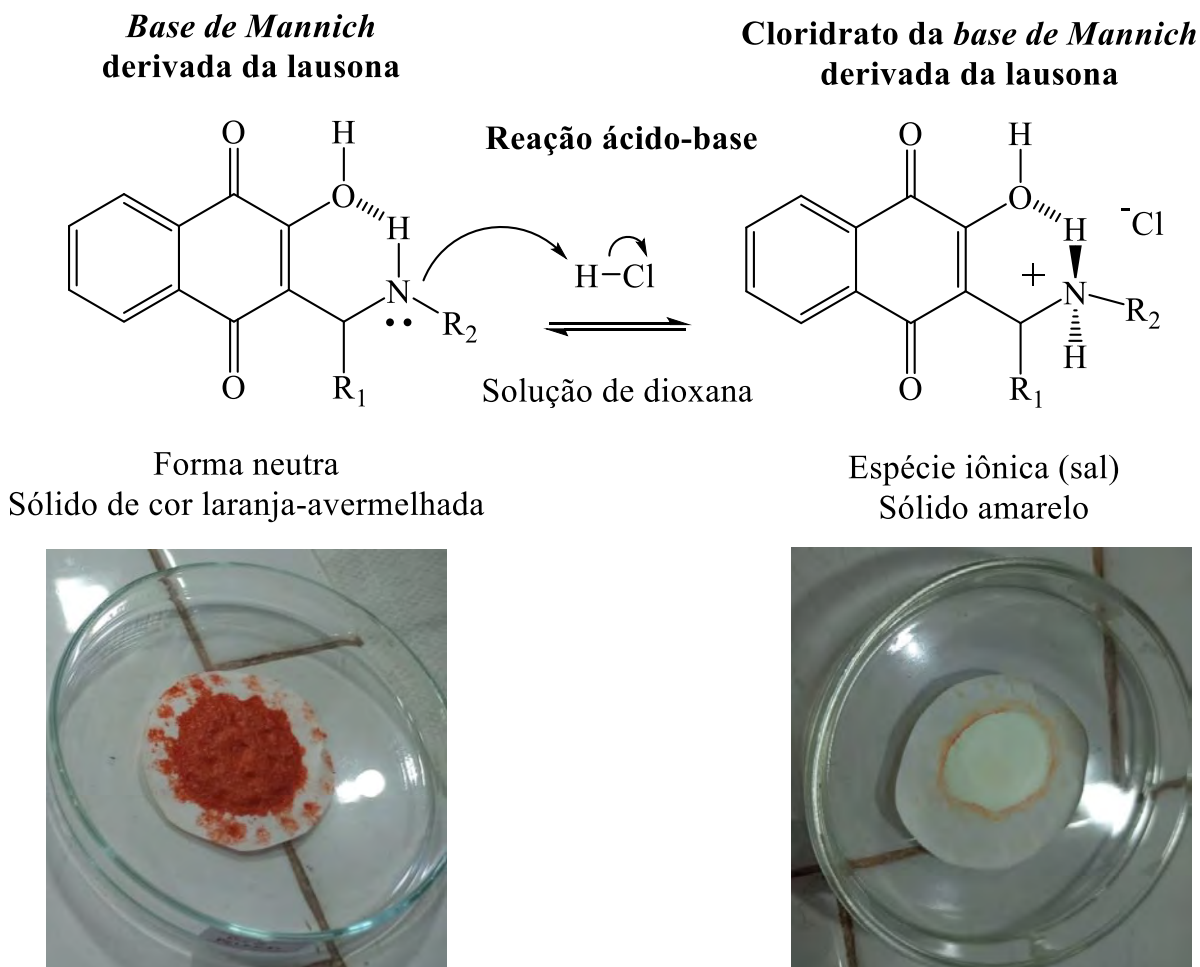 Base de Mannich
derivada da lausona
Cloridrato da base de Mannich
derivada da lausona
Reação ácido-base
O
H
O
H
N
R2
R1
O
H–Cl
Solução de dioxana
O
H
O
H
-Cl
+
N
R2
H
R1
O
Forma neutra
Sólido de cor laranja-avermelhada
Espécie iônica (sal)
Sólido amarelo